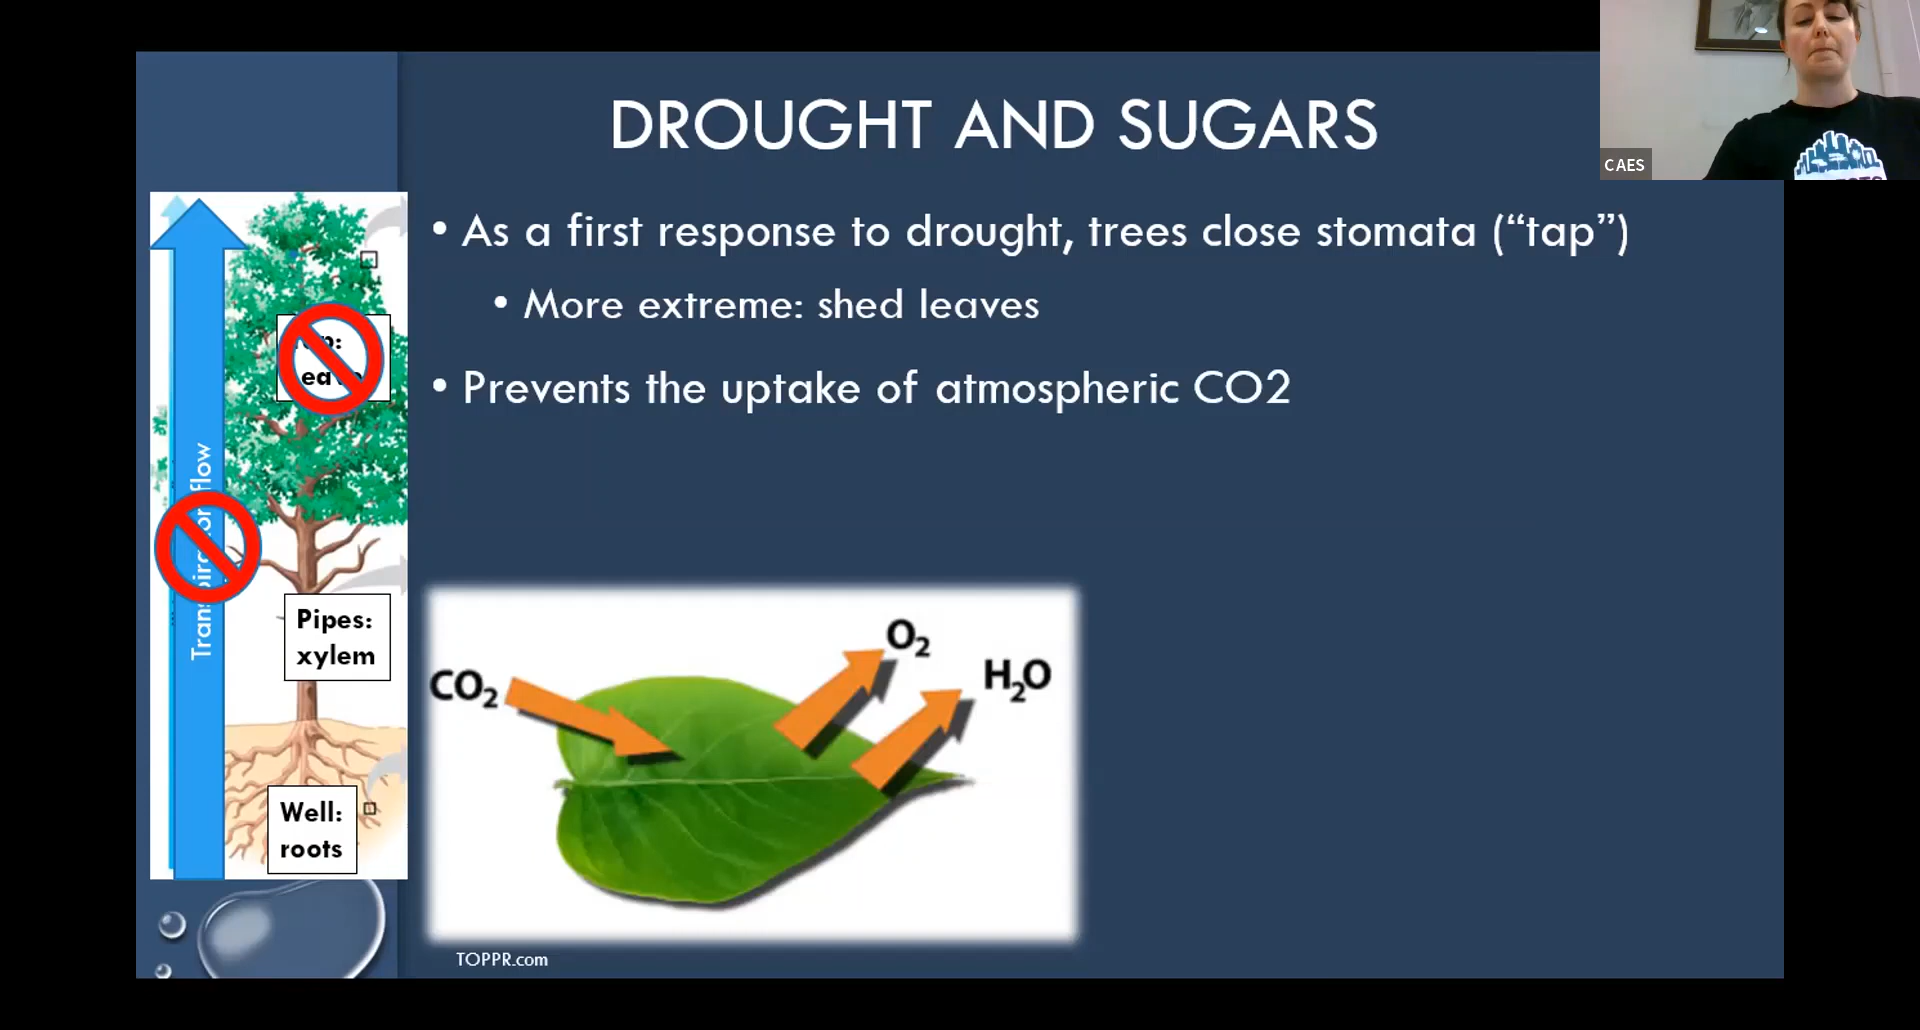 DROUGHT AND SUGARS
CAES
• As a first response to drought, trees close stomata (“tap”)
• More extreme: shed leaves
• Prevents the uptake of atmospheric CO2
flow
Pipes:
xylem
Well:
roots
CO2
O2
H2O
TOPPR.com